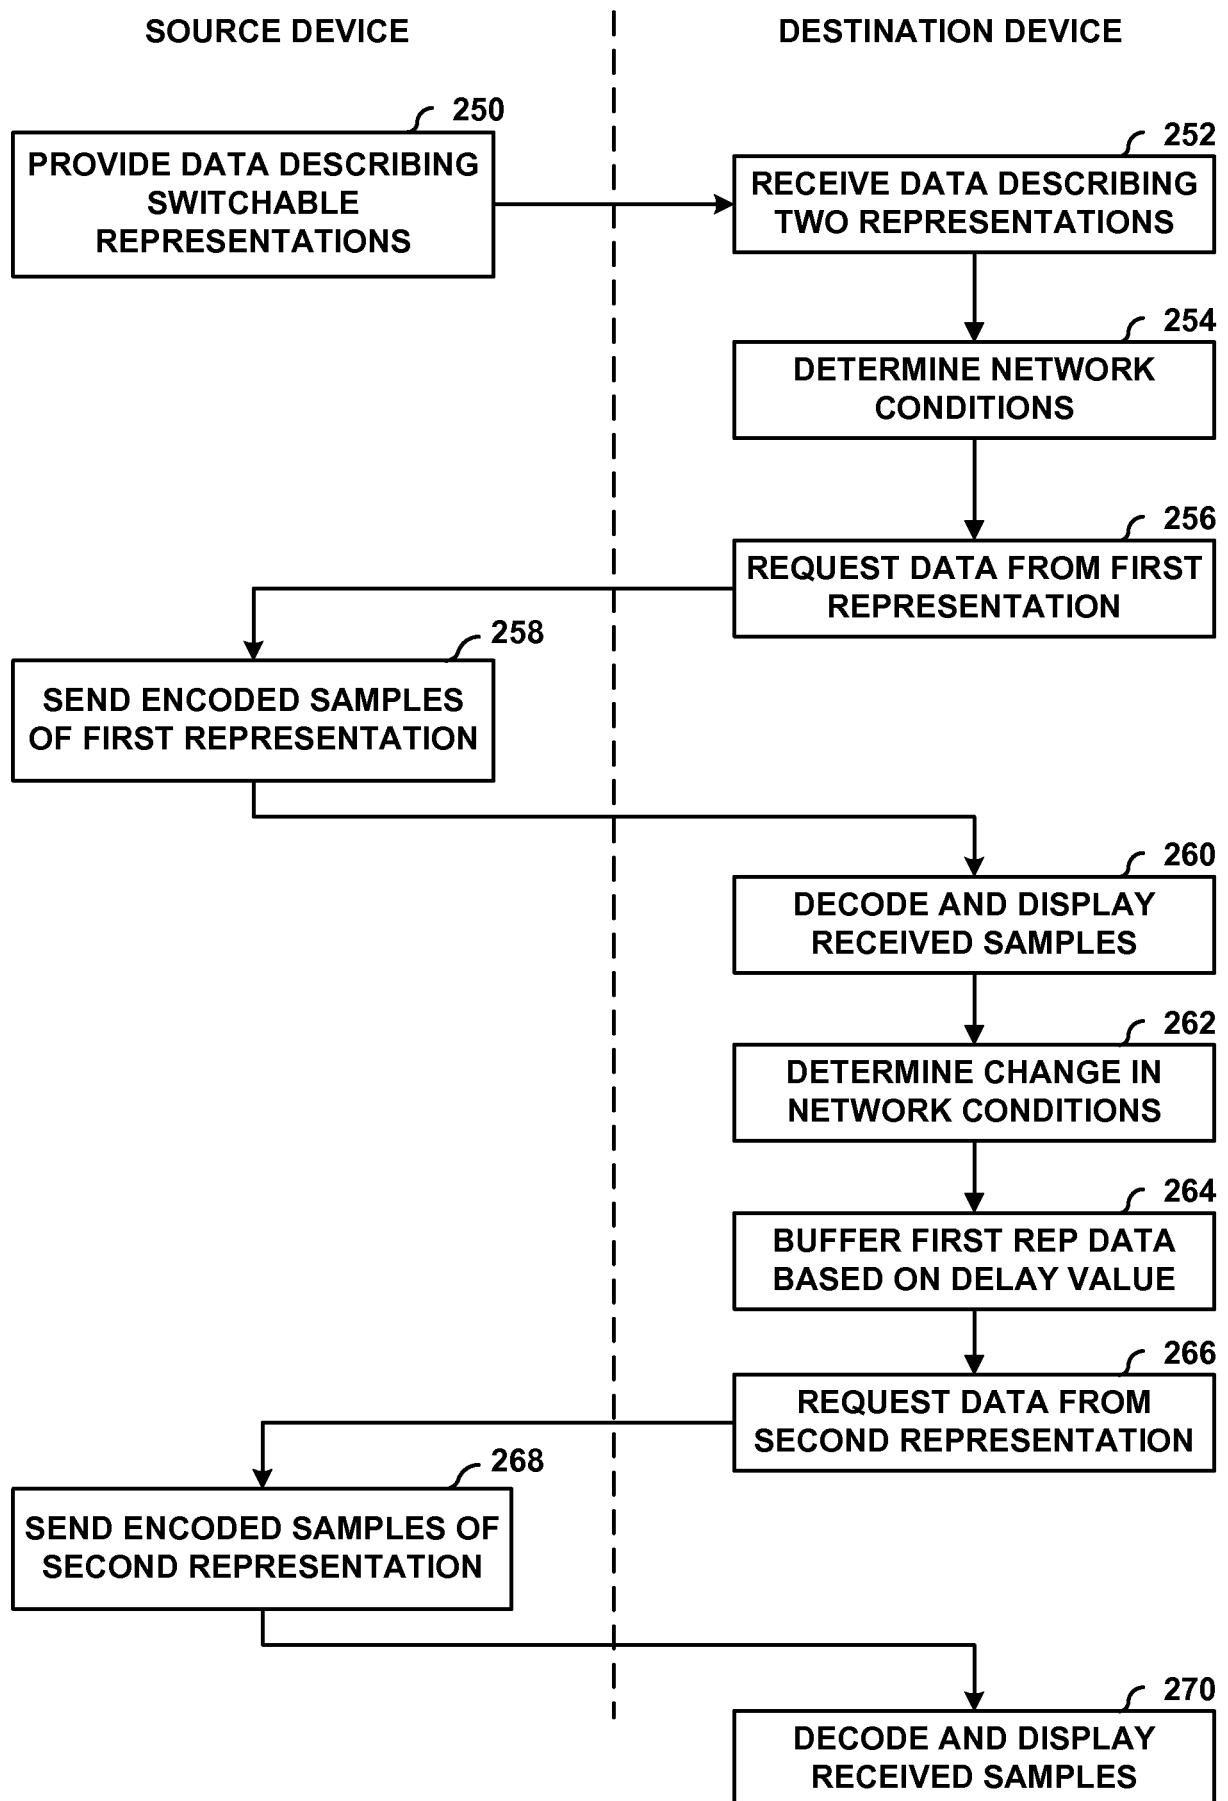 SOURCE DEVICE
DESTINATION DEVICE
250
PROVIDE DATA DESCRIBING
SWITCHABLE
REPRESENTATIONS
252
RECEIVE DATA DESCRIBING
TWO REPRESENTATIONS
254
DETERMINE NETWORK
CONDITIONS
256
REQUEST DATA FROM FIRST
REPRESENTATION
258
SEND ENCODED SAMPLES
OF FIRST REPRESENTATION
260
DECODE AND DISPLAY
RECEIVED SAMPLES
262
DETERMINE CHANGE IN
NETWORK CONDITIONS
264
BUFFER FIRST REP DATA
BASED ON DELAY VALUE
266
REQUEST DATA FROM
SECOND REPRESENTATION
268
SEND ENCODED SAMPLES OF
SECOND REPRESENTATION
270
DECODE AND DISPLAY
RECEIVED SAMPLES